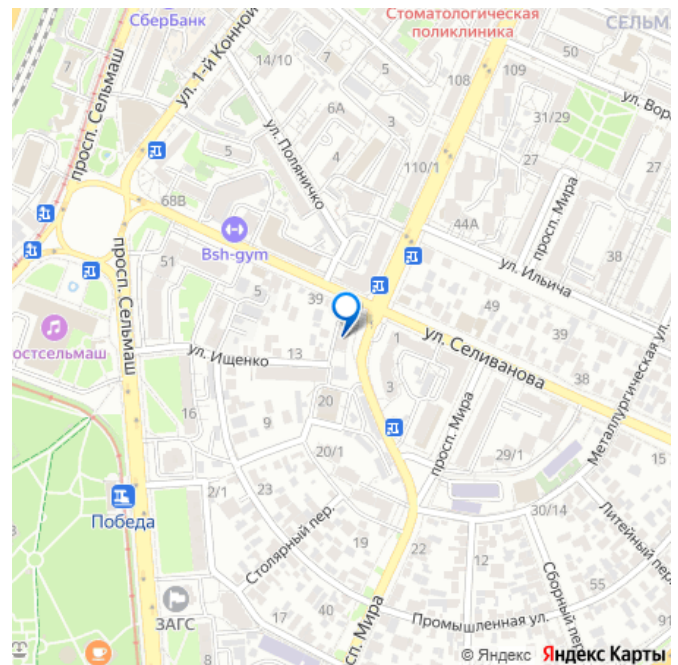 СберБанк
Стоматологическая
поликлиника
СЕЛЬМ
7
7
14/10
50
108
109
ул. 1-й Конной
просп. Сельмаш
ул. Вора
6А
3
31/29
5
4
27
27
ул. Поляничко
110/1
68В
просп. Мира
44А
Bsh-gym
38
просп. Сельмаш
51
ул. Ильича
5
39
49
4
39
остсельмаш
ул. Селиванова
1
ул. Ищенко
13
38
3
16
20
Металлургическая ул.
9
просп. Мира
20/1
29/1
15
2/1
23
30/14
Победа
Столярный пер.
19
22
12
Литейный пер.
55
Сборный пер.
ЗАГС
17
40
Промышленная ул.
91
сп. Мира
© Яндекс Яндекс Карты